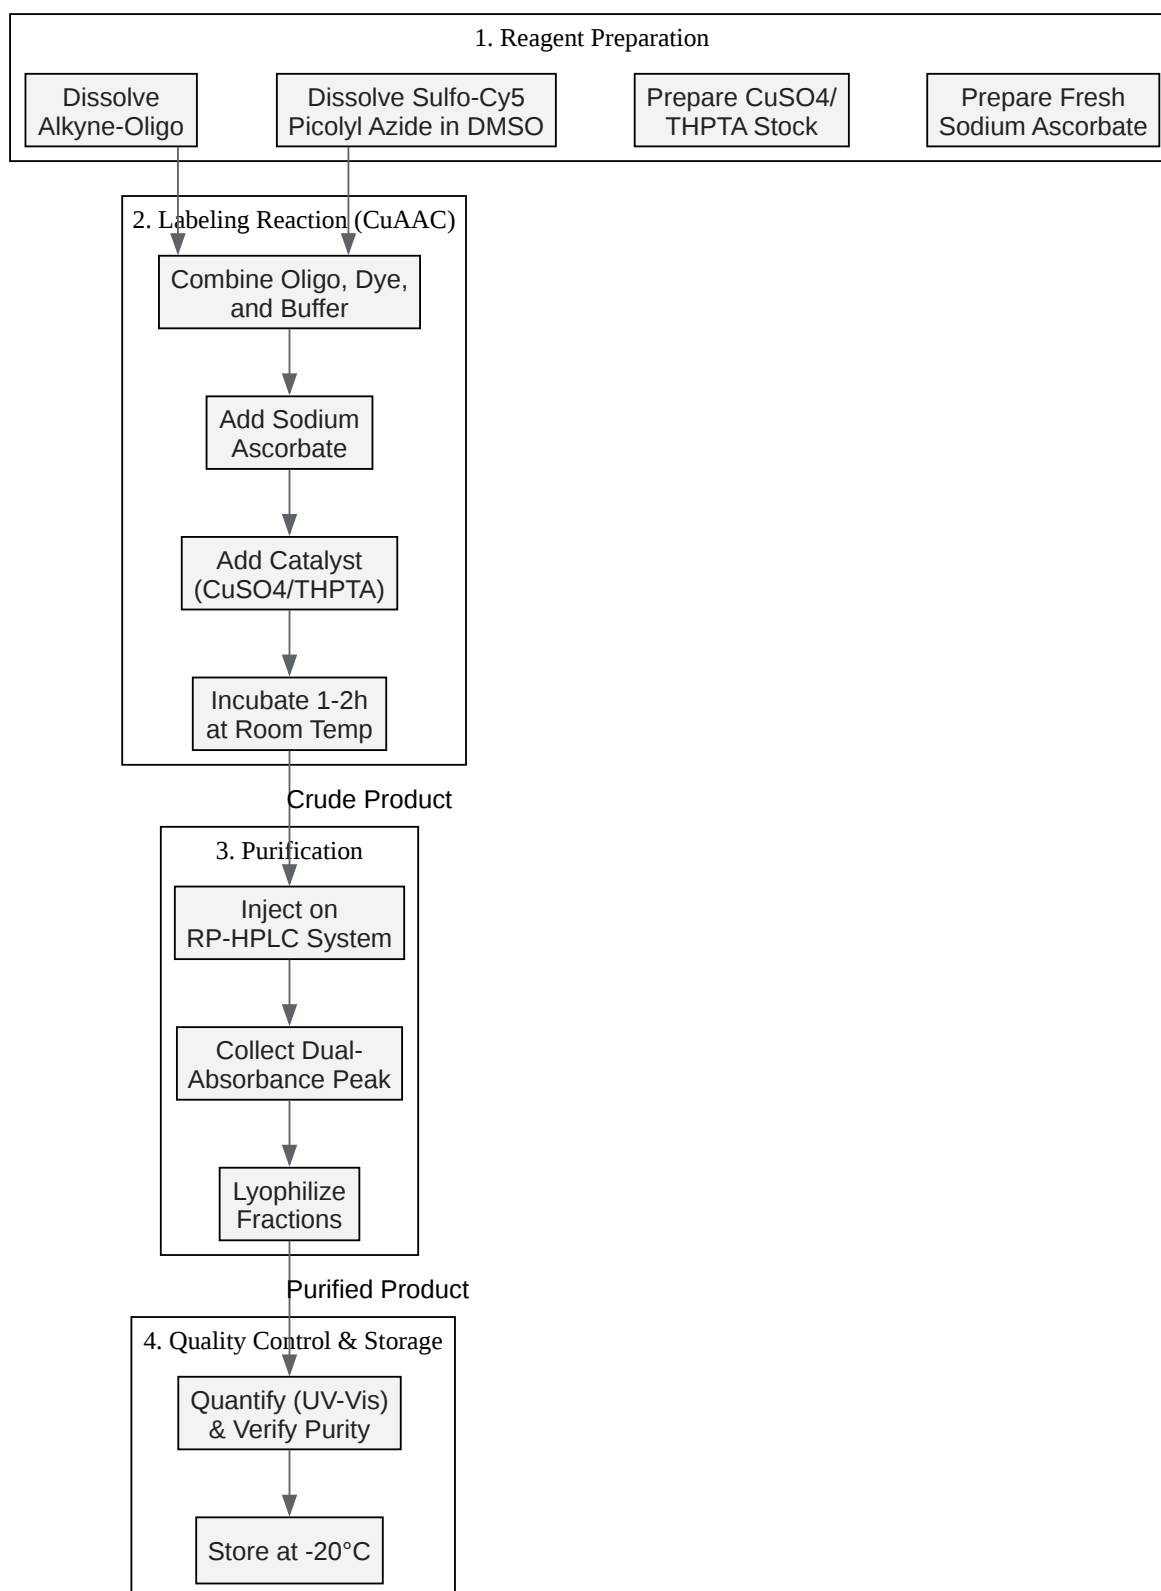 1. Reagent Preparation
Dissolve
Alkyne-Oligo
Dissolve Sulfo-Cy5
Picolyl Azide in DMSO
Prepare CuSO4/
THPTA Stock
Prepare Fresh
Sodium Ascorbate
2. Labeling Reaction (CuAAC)
Combine Oligo, Dye,
and Buffer
Add Sodium
Ascorbate
Add Catalyst
(CuSO4/THPTA)
Incubate 1-2h
at Room Temp
Crude Product
3. Purification
Inject on
RP-HPLC System
Collect Dual-
Absorbance Peak
Lyophilize
Fractions
Purified Product
4. Quality Control & Storage
Quantify (UV-Vis)
& Verify Purity
Store at -20°C